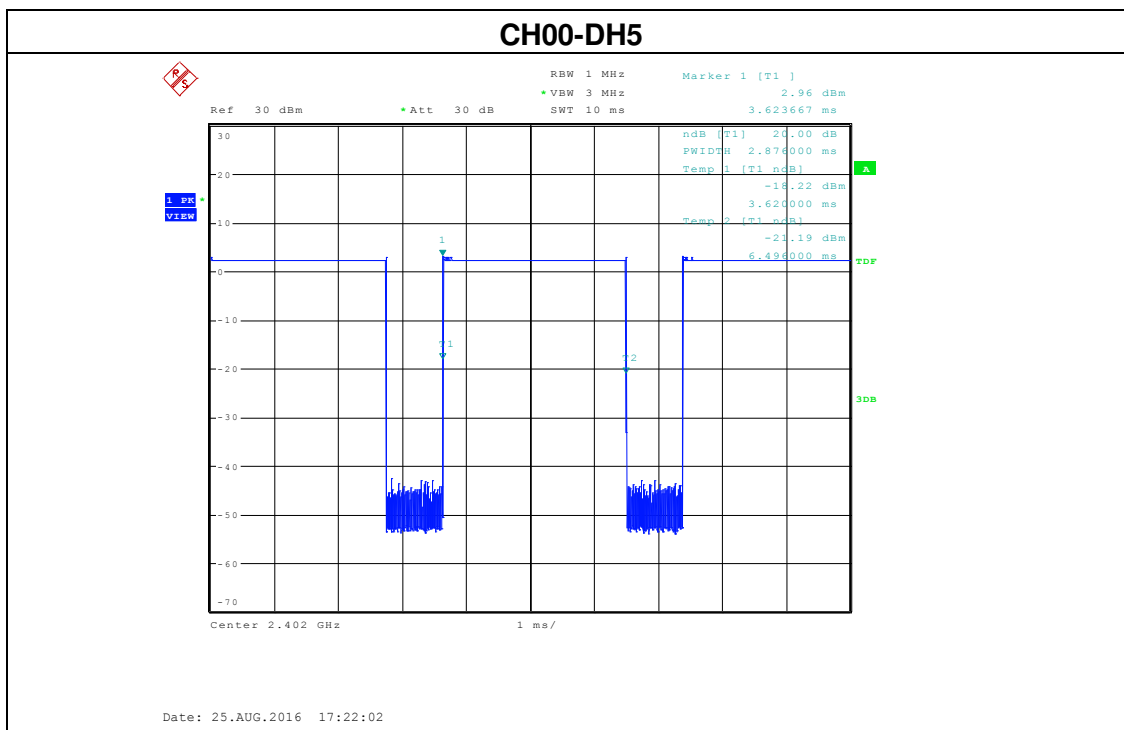 CH00-DH5
R S
RBW 1 MHz
Marker 1 [T1 ]
* VBW 3 MHz
2.96 dBm
Ref 30 dBm
* Att 30 dB
SWT 10 ms
3.623667 ms
30
ndB [T1] 20.00 dB
PWIDTH 2.876000 ms
Temp 1 [T1 ndB]
A
20
-18.22 dBm
1 PK *
3.620000 ms
VIEW
10
Temp 2 [T1 ndB]
-21.19 dBm
1
6.496000 ms
TDF
0
-10
T1
T2
-20
3DB
-30
-40
-50
-60
-70
Center 2.402 GHz
1 ms/
Date: 25.AUG.2016 17:22:02